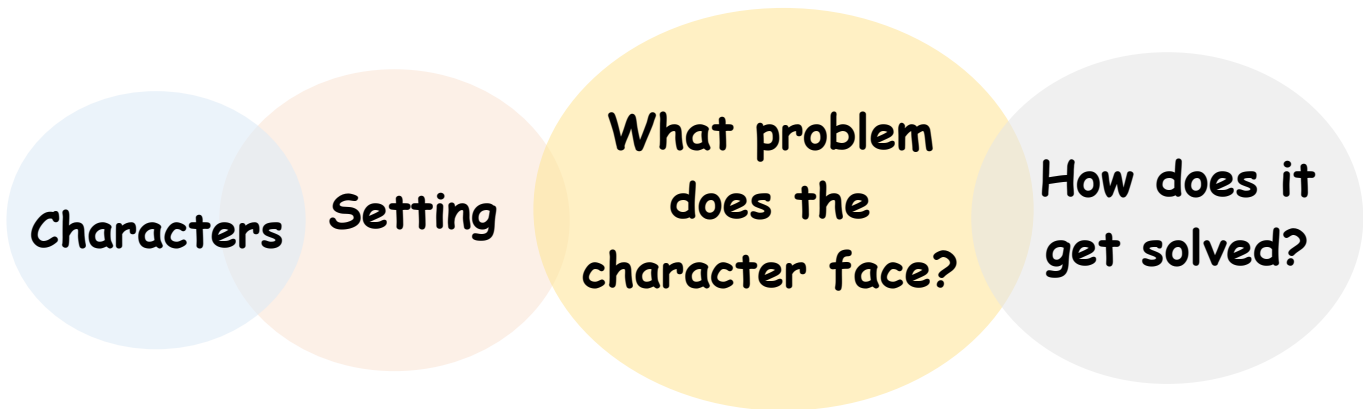 Characters
Setting
What problem
does the
character face?
How does it
get solved?